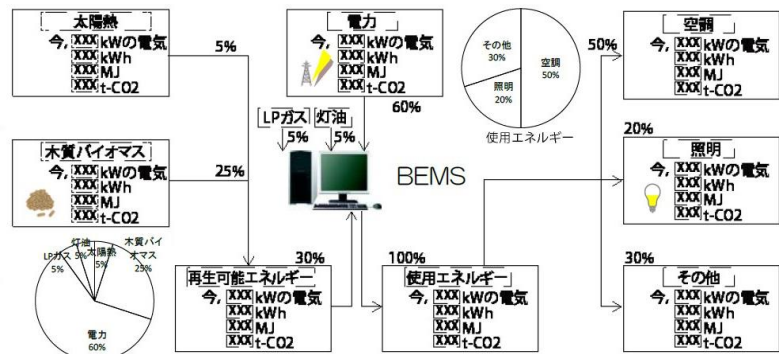 太陽熱
今, XXX kWの電気
XXX kWh
XXX MJ
XXX t-CO2
5%
電力
今, XXX kWの電気
XXX kWh
XXX MJ
XXX t-CO2
60%
その他
30%
空調
50%
照明
20%
使用エネルギー
50%
空調
今, XXX kWの電気
XXX kWh
XXX MJ
XXX t-CO2
木質バイオマス
今, XXX kWの電気
XXX kWh
XXX MJ
XXX t-CO2
25%
LPガス
5%
灯油
5%
BEMS
20%
照明
今, XXX kWの電気
XXX kWh
XXX MJ
XXX t-CO2
灯油
5%
太陽熱
5%
木質バイ
オマス
25%
LPガス
5%
電力
60%
30%
再生可能エネルギー
今, XXX kWの電気
XXX kWh
XXX MJ
XXX t-CO2
100%
使用エネルギー
今, XXX kWの電気
XXX kWh
XXX MJ
XXX t-CO2
30%
その他
今, XXX kWの電気
XXX kWh
XXX MJ
XXX t-CO2